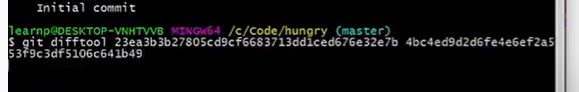 Initial commit
learnp@DESKTOP-VNHTVVB MINGW64 /c/Code/hungry (master)
$ git difftool 23ea3b3b27805cd9cf6683713dd1ced676e32e7b 4bc4ed9d2d6fe4e6ef2a5
53f9c3df5106c641b49